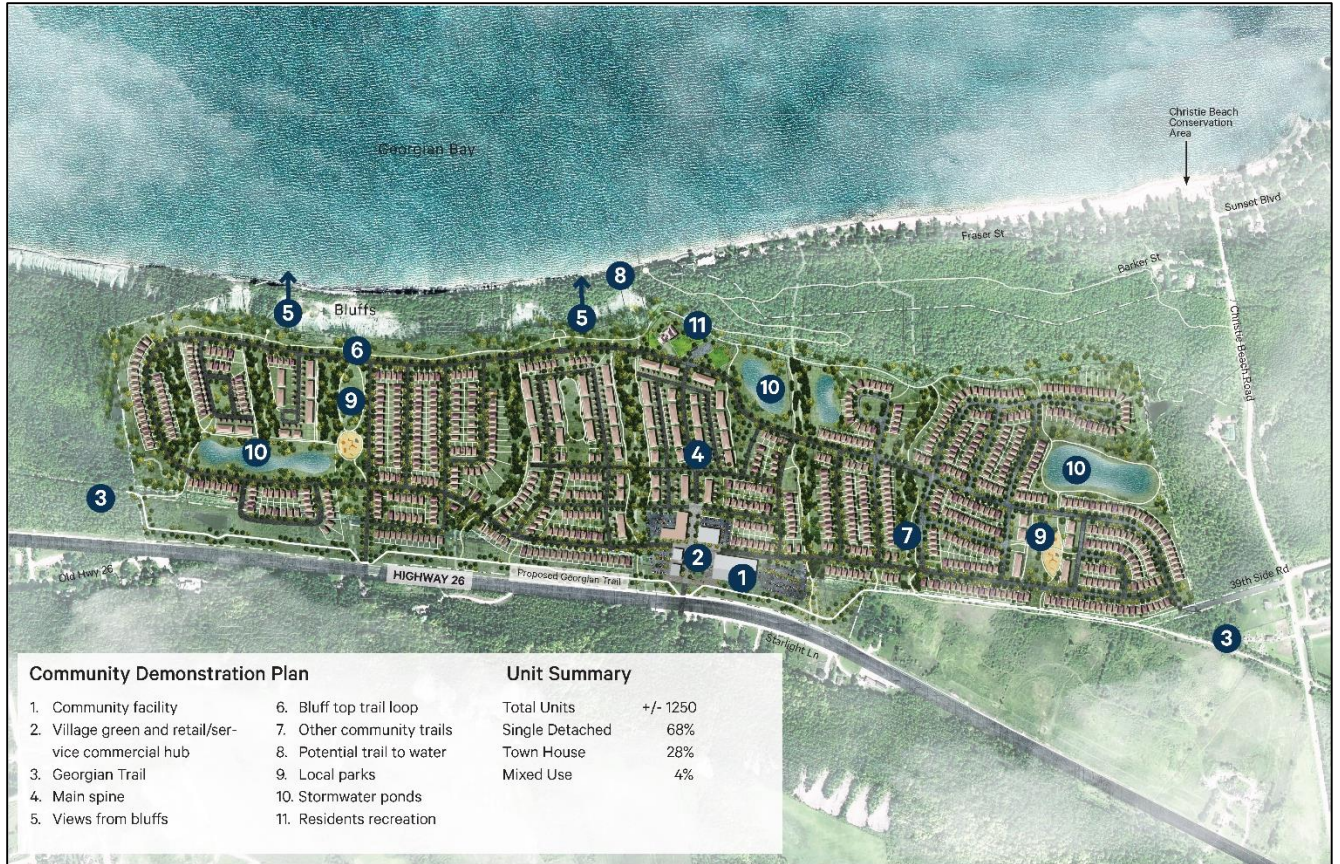 Christie Beach
Conservation
Area
Georgian Bay
Sunset Blvd
Fraser St
Barker St
Christie Beach Road
8
5
5
Bluffs
11
6
10
9
4
10
10
3
7
9
2
1
39th Side Rd
3
Old Hwy 26
HIGHWAY 26
Proposed Georgian Trail
Starlight Ln
Community Demonstration Plan
1. Community facility
2. Village green and retail/ser-
vice commercial hub
3. Georgian Trail
4. Main spine
5. Views from bluffs
6. Bluff top trail loop
7. Other community trails
8. Potential trail to water
9. Local parks
10. Stormwater ponds
11. Residents recreation
Unit Summary
Total Units +/- 1250
Single Detached 68%
Town House 28%
Mixed Use 4%